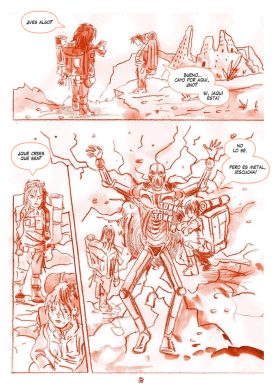 ¿VES ALGO?
BUENO...
CAYÓ POR AQUÍ,
¿NO?
SÍ, ¡AQUÍ
ESTÁ!
¿QUÉ CREES
QUE SEA?
NO
LO SÉ.
PERO ES METAL,
¡ESCUCHA!